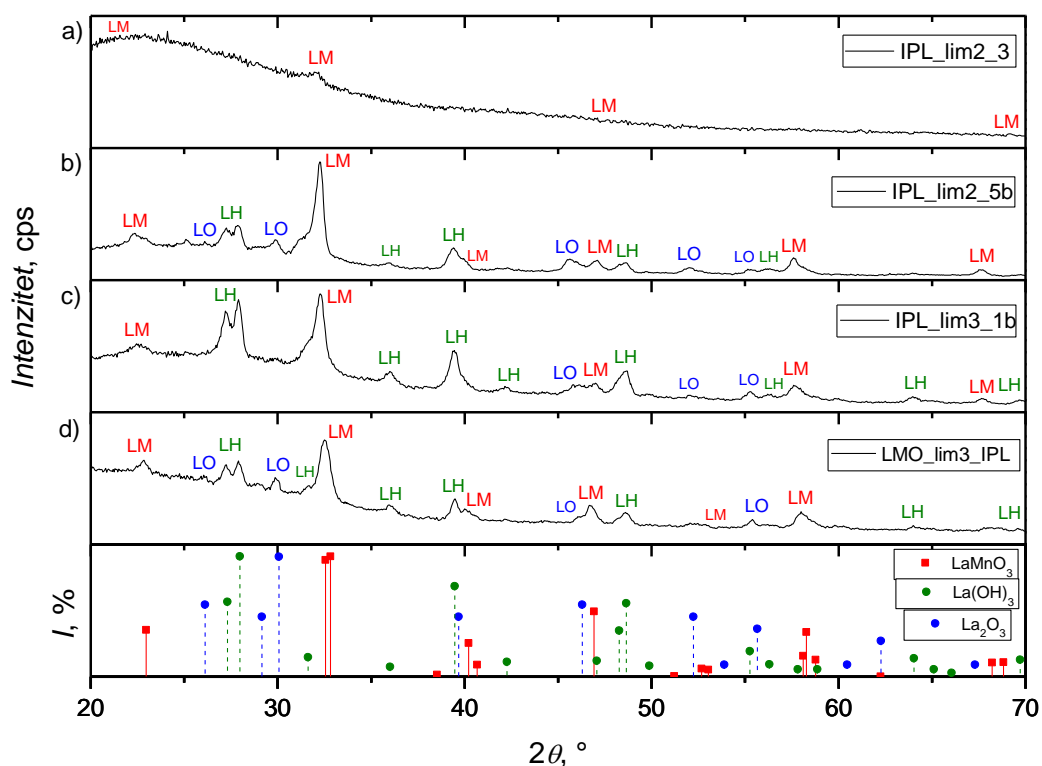 a)
LM
LM
LM
LM
IPL_lim2_3
b)
LM
LO
LH
LO
LM
LH
LH
LM
LO
LM
LH
LO
LO
LH
LM
LM
IPL_lim2_5b
c)
LM
LH
LM
LH
LH
LH
LO
LM
LH
LO
LO
LH
LM
LH
LM
LH
IPL_lim3_1b
d)
LM
LO
LH
LO
LH
LM
LH
LH
LM
LO
LM
LH
LM
LO
LM
LH
LH
LMO_lim3_IPL
LaMnO3
La(OH)3
La2O3
Intenzitet, cps
I, %
20 30 40 50 60 70
2θ, °